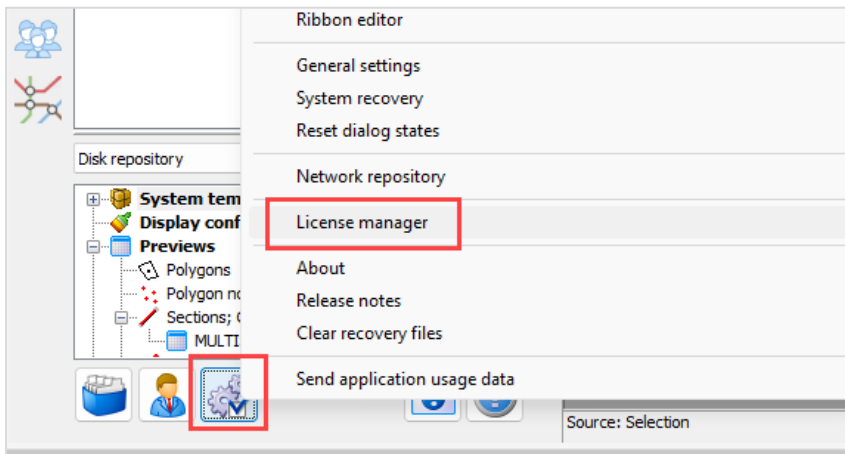 Ribbon editor
General settings
System recovery
Reset dialog states
Disk repository
Network repository
System tem
License manager
Display conf
Previews
Polygons
About
Polygon no
Release notes
Sections;
Clear recovery files
MULTI
Send application usage data
Source: Selection